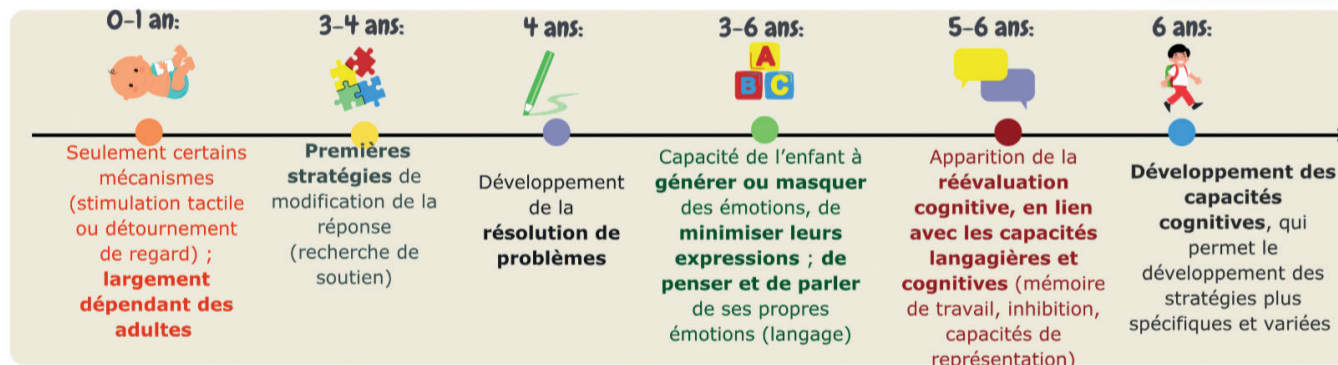 0-1 an:
Seulement certains
mécanismes
(stimulation tactile
ou détournement
de regard) ;
largement
dépendant des
adultes
3-4 ans:
Premières
stratégies de
modification de la
réponse
(recherche de
soutien)
4 ans:
Développement
de la
résolution de
problèmes
3-6 ans:
A
B C
Capacité de l'enfant à
générer ou masquer
des émotions, de
minimiser leurs
expressions ; de
penser et de parler
de ses propres
émotions (langage)
5-6 ans:
Apparition de la
réévaluation
cognitive, en lien
avec les capacités
langagières et
cognitives (mémoire
de travail, inhibition,
capacités de
représentation)
6 ans:
Développement des
capacités
cognitives, qui
permet le
développement des
stratégies plus
spécifiques et variées